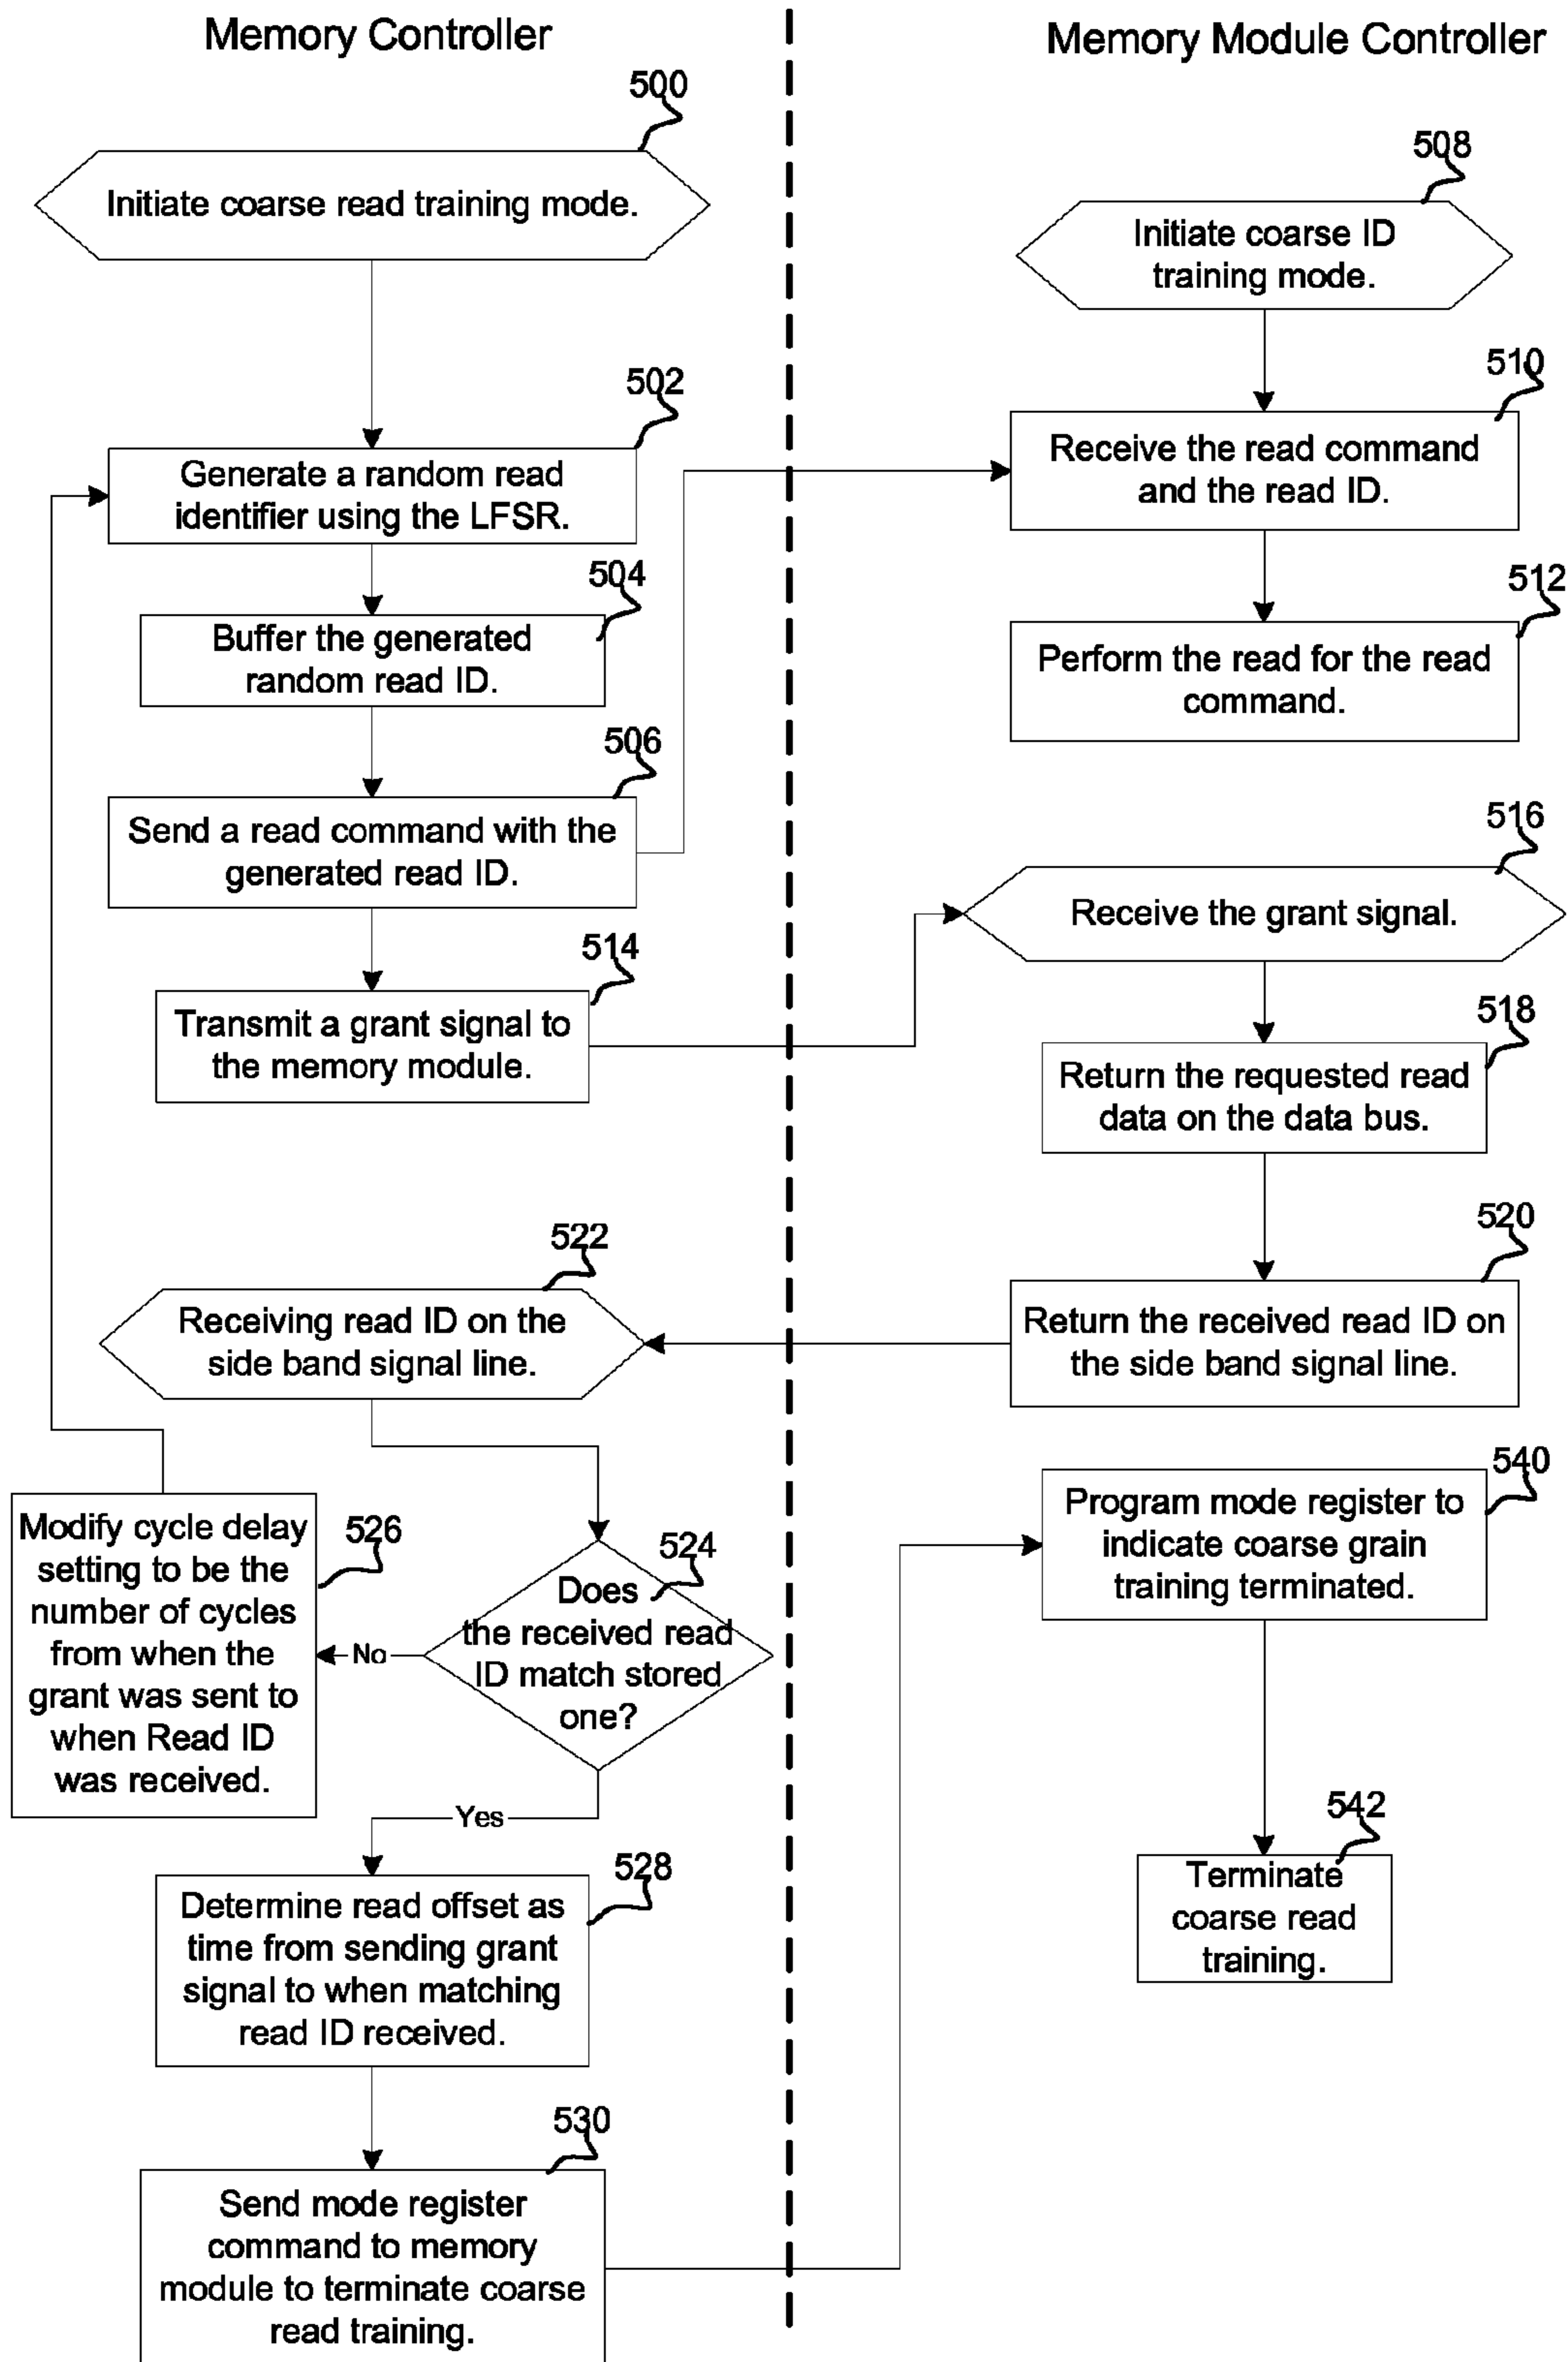 Memory Controller
Memory Module Controller
500
Initiate coarse read training mode.
508
Initiate coarse ID
training mode.
502
Generate a random read
identifier using the LFSR.
510
Receive the read command
and the read ID.
504
Buffer the generated
random read ID.
512
Perform the read for the read
command.
506
Send a read command with the
generated read ID.
516
Receive the grant signal.
514
Transmit a grant signal to
the memory module.
518
Return the requested read
data on the data bus.
520
Return the received read ID on
the side band signal line.
522
Receiving read ID on the
side band signal line.
524
Does
the received read
ID match stored
one?
No
526
Modify cycle delay
setting to be the
number of cycles
from when the
grant was sent to
when Read ID
was received.
Yes
528
Determine read offset as
time from sending grant
signal to when matching
read ID received.
530
Send mode register
command to memory
module to terminate coarse
read training.
540
Program mode register to
indicate coarse grain
training terminated.
542
Terminate
coarse read
training.